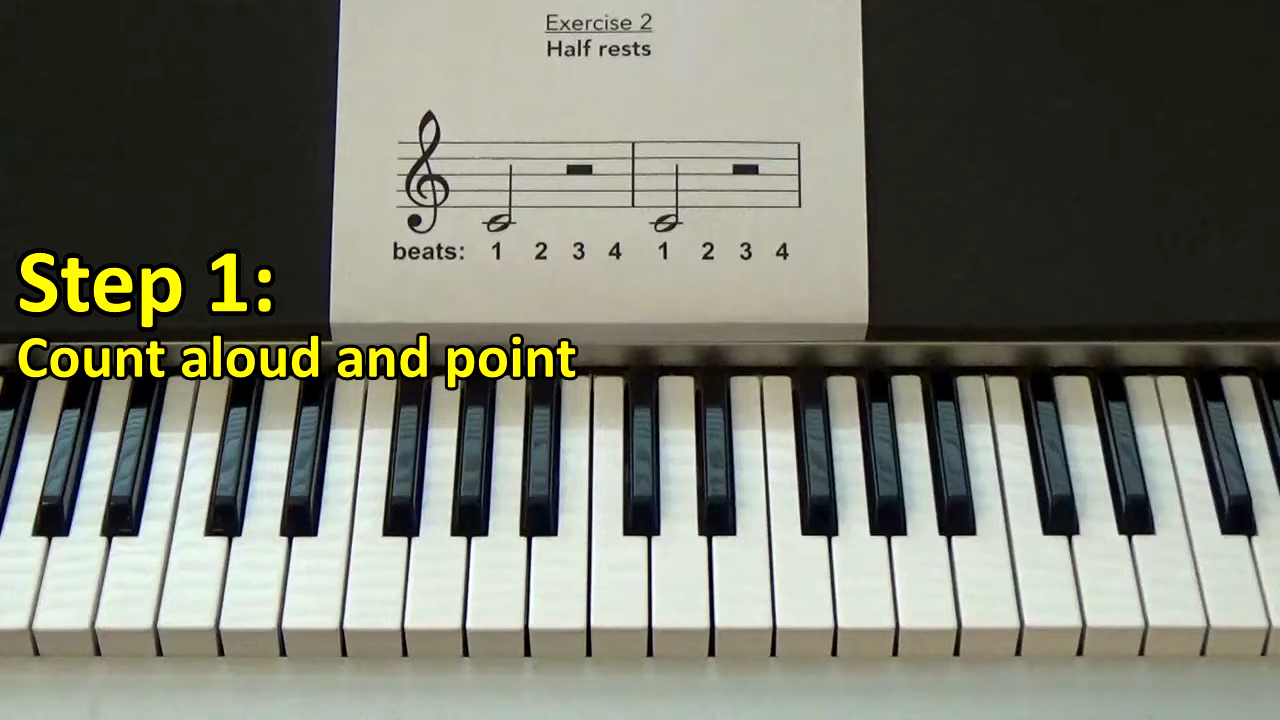 Exercise 2
Half rests
beats: 1 2 3 4 1 2 3 4
Step 1:
Count aloud and point